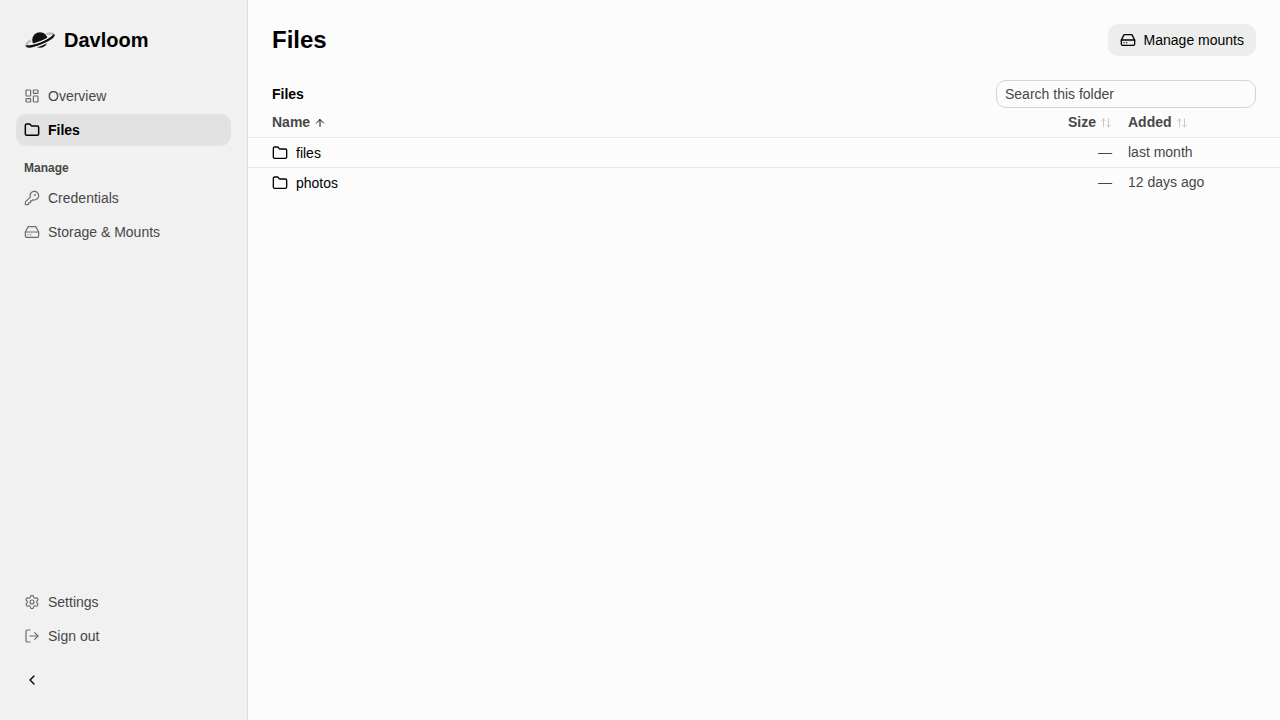 Davloom
Overview
Files
Manage
Credentials
Storage & Mounts
Settings
Sign out
Files
Manage mounts
Files
Search this folder
Name Size Added
files — last month
photos — 12 days ago